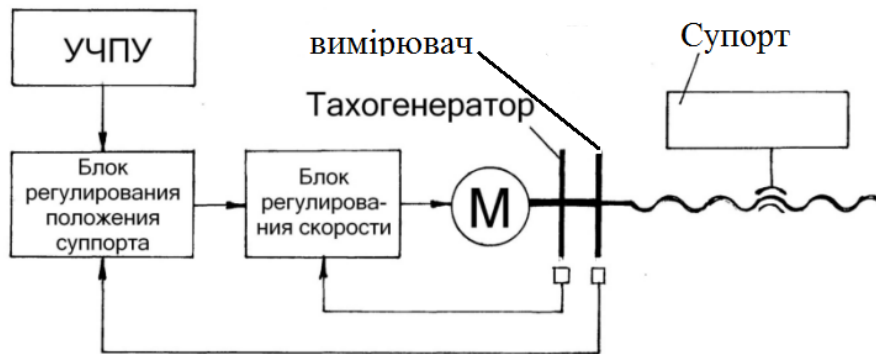 УЧПУ
вимірювач
Супорт
Тахогенератор
Блок
регулирования
положения
суппорта
Блок
регулирова-
ния скорости
М